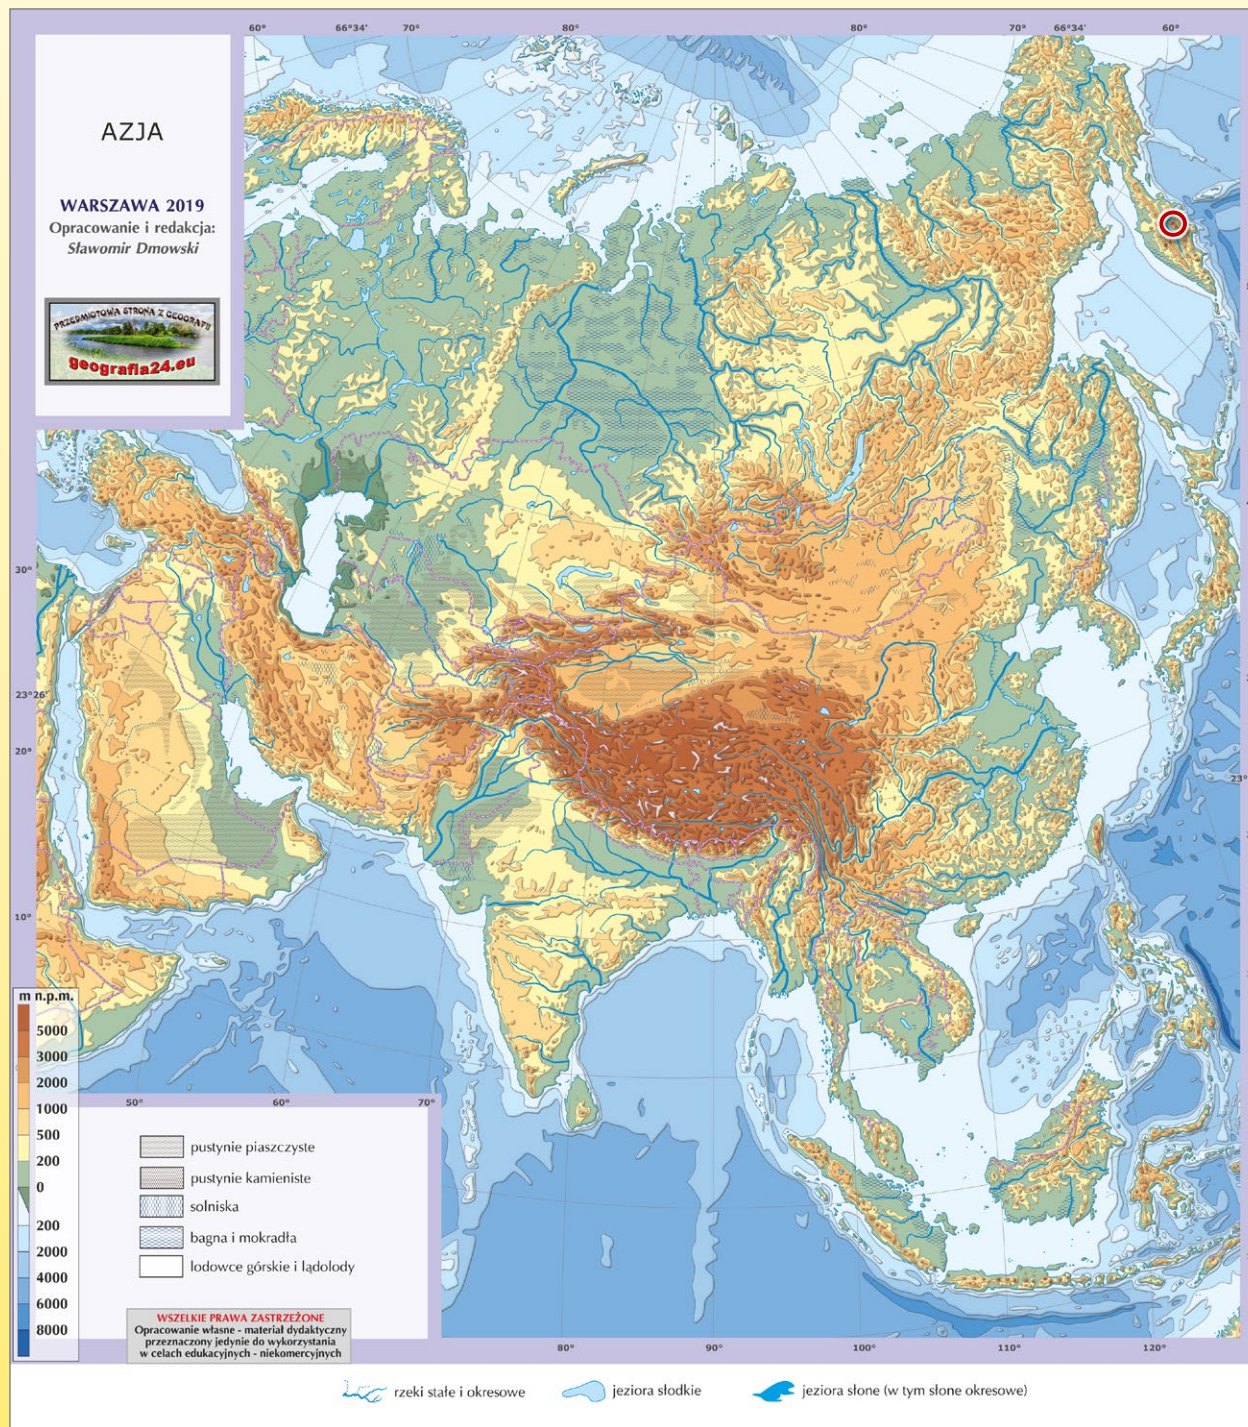 60° 66°34' 70° 80° 80° 70° 66°34' 60°
AZJA
WARSZAWA 2019
Opracowanie i redakcja:
Sławomir Dmowski
PRZEDMIOTOWA STRONA Z GEOGRAFII
geografia24.eu
30°
23°26'
20°
23°
10°
m n.p.m.
5000
3000
2000
1000
500
200
0
200
2000
4000
6000
8000
50° 60° 70°
pustynie piaszczyste
pustynie kamieniste
solniska
bagna i mokradła
lodowce górskie i lądolody
WSZELKIE PRAWA ZASTRZEŻONE
Opracowanie własne - materiał dydaktyczny
przeznaczony jedynie do wykorzystania
w celach edukacyjnych - niekomercyjnych
80° 90° 100° 110° 120°
rzeki stałe i okresowe jeziora słodkie jeziora słone (w tym słone okresowe)